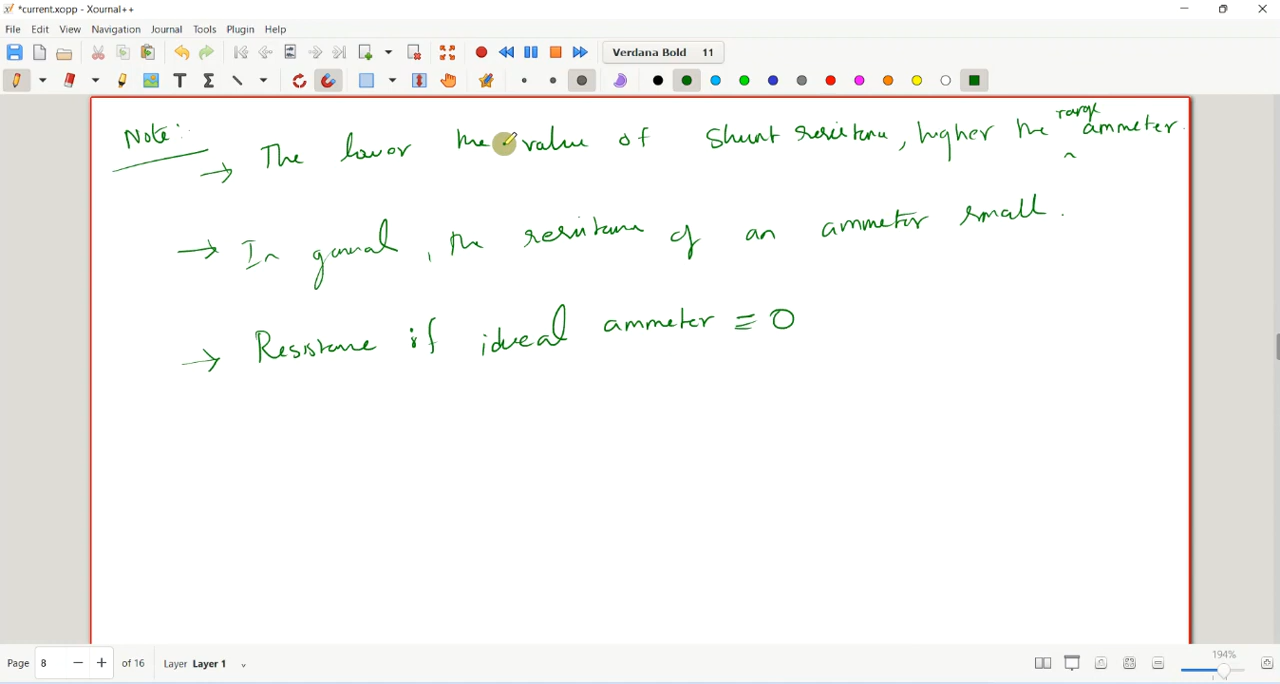 *current.xopp - Xournal++
File Edit View Navigation Journal Tools Plugin Help
Verdana Bold 11
Note:
range
→ The lower the value of shunt resistance, higher the ^ ammeter.
→ In general, the resistance of an ammeter small.
→ Resistance if ideal ammeter = 0
Page 8 of 16 Layer Layer 1
194%